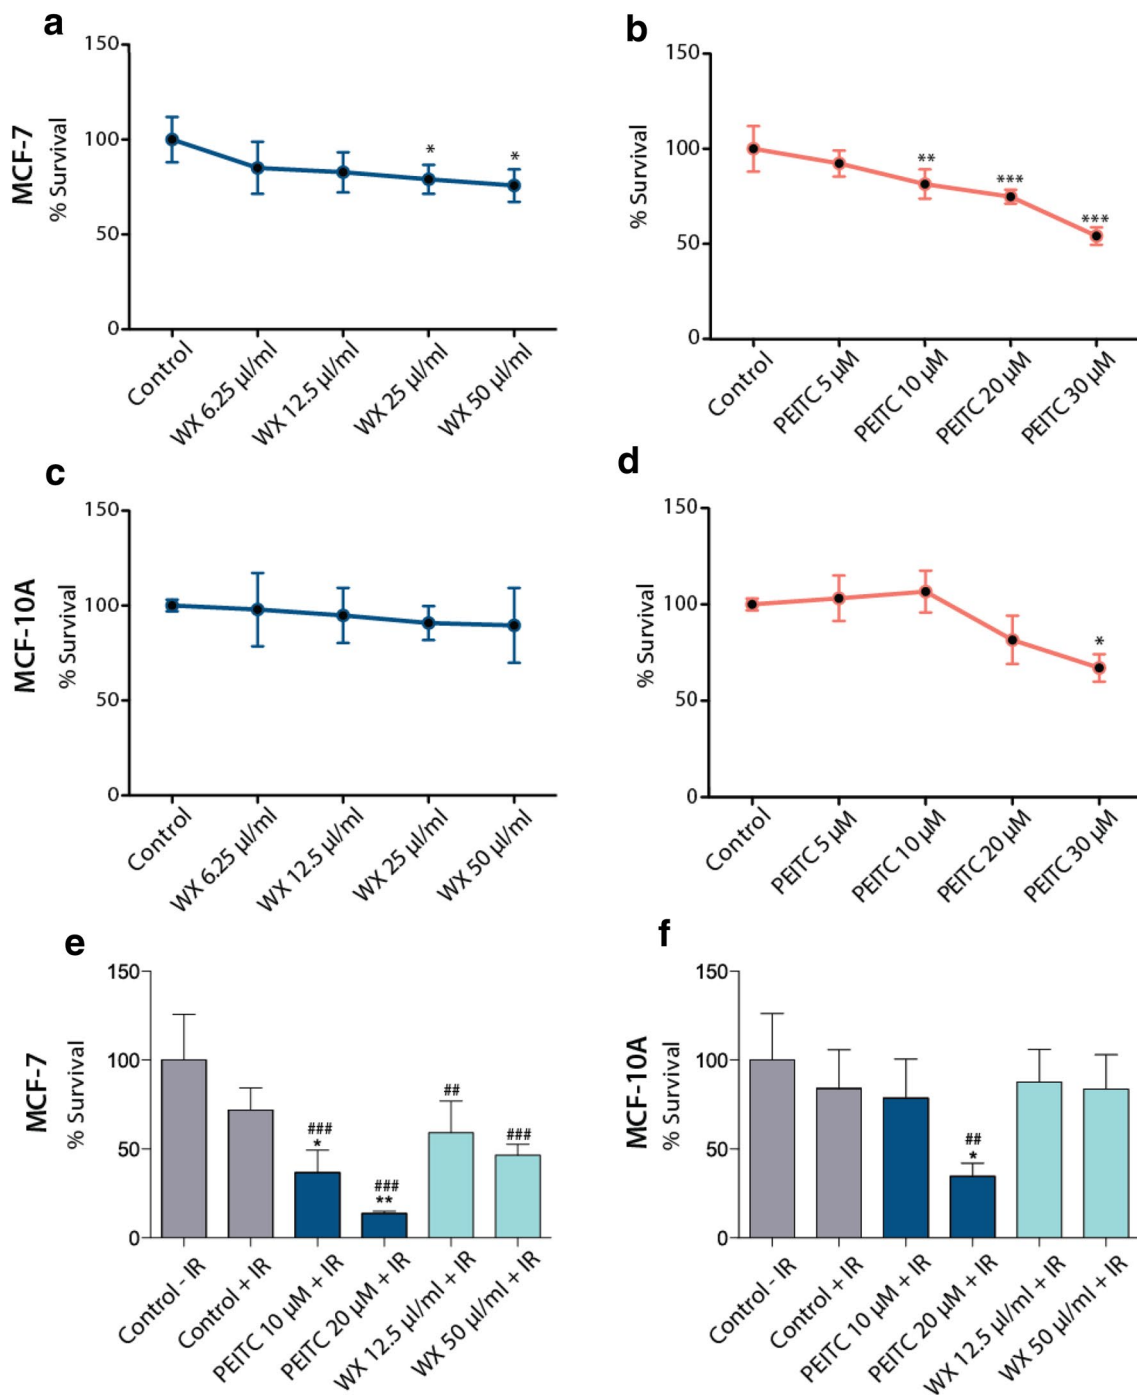 a
MCF-7
% Survival
150
100
50
0
*
*
Control
WX 6.25 µl/ml
WX 12.5 µl/ml
WX 25 µl/ml
WX 50 µl/ml
b
% Survival
150
100
50
0
**
***
***
Control
PEITC 5 µM
PEITC 10 µM
PEITC 20 µM
PEITC 30 µM
c
MCF-10A
% Survival
150
100
50
0
Control
WX 6.25 µl/ml
WX 12.5 µl/ml
WX 25 µl/ml
WX 50 µl/ml
d
% Survival
150
100
50
0
*
Control
PEITC 5 µM
PEITC 10 µM
PEITC 20 µM
PEITC 30 µM
e
MCF-7
% Survival
150
100
50
0
###
*
###
**
##
###
Control - IR
Control + IR
PEITC 10 µM + IR
PEITC 20 µM + IR
WX 12.5 µl/ml + IR
WX 50 µl/ml + IR
f
MCF-10A
% Survival
150
100
50
0
##
*
Control - IR
Control + IR
PEITC 10 µM + IR
PEITC 20 µM + IR
WX 12.5 µl/ml + IR
WX 50 µl/ml + IR